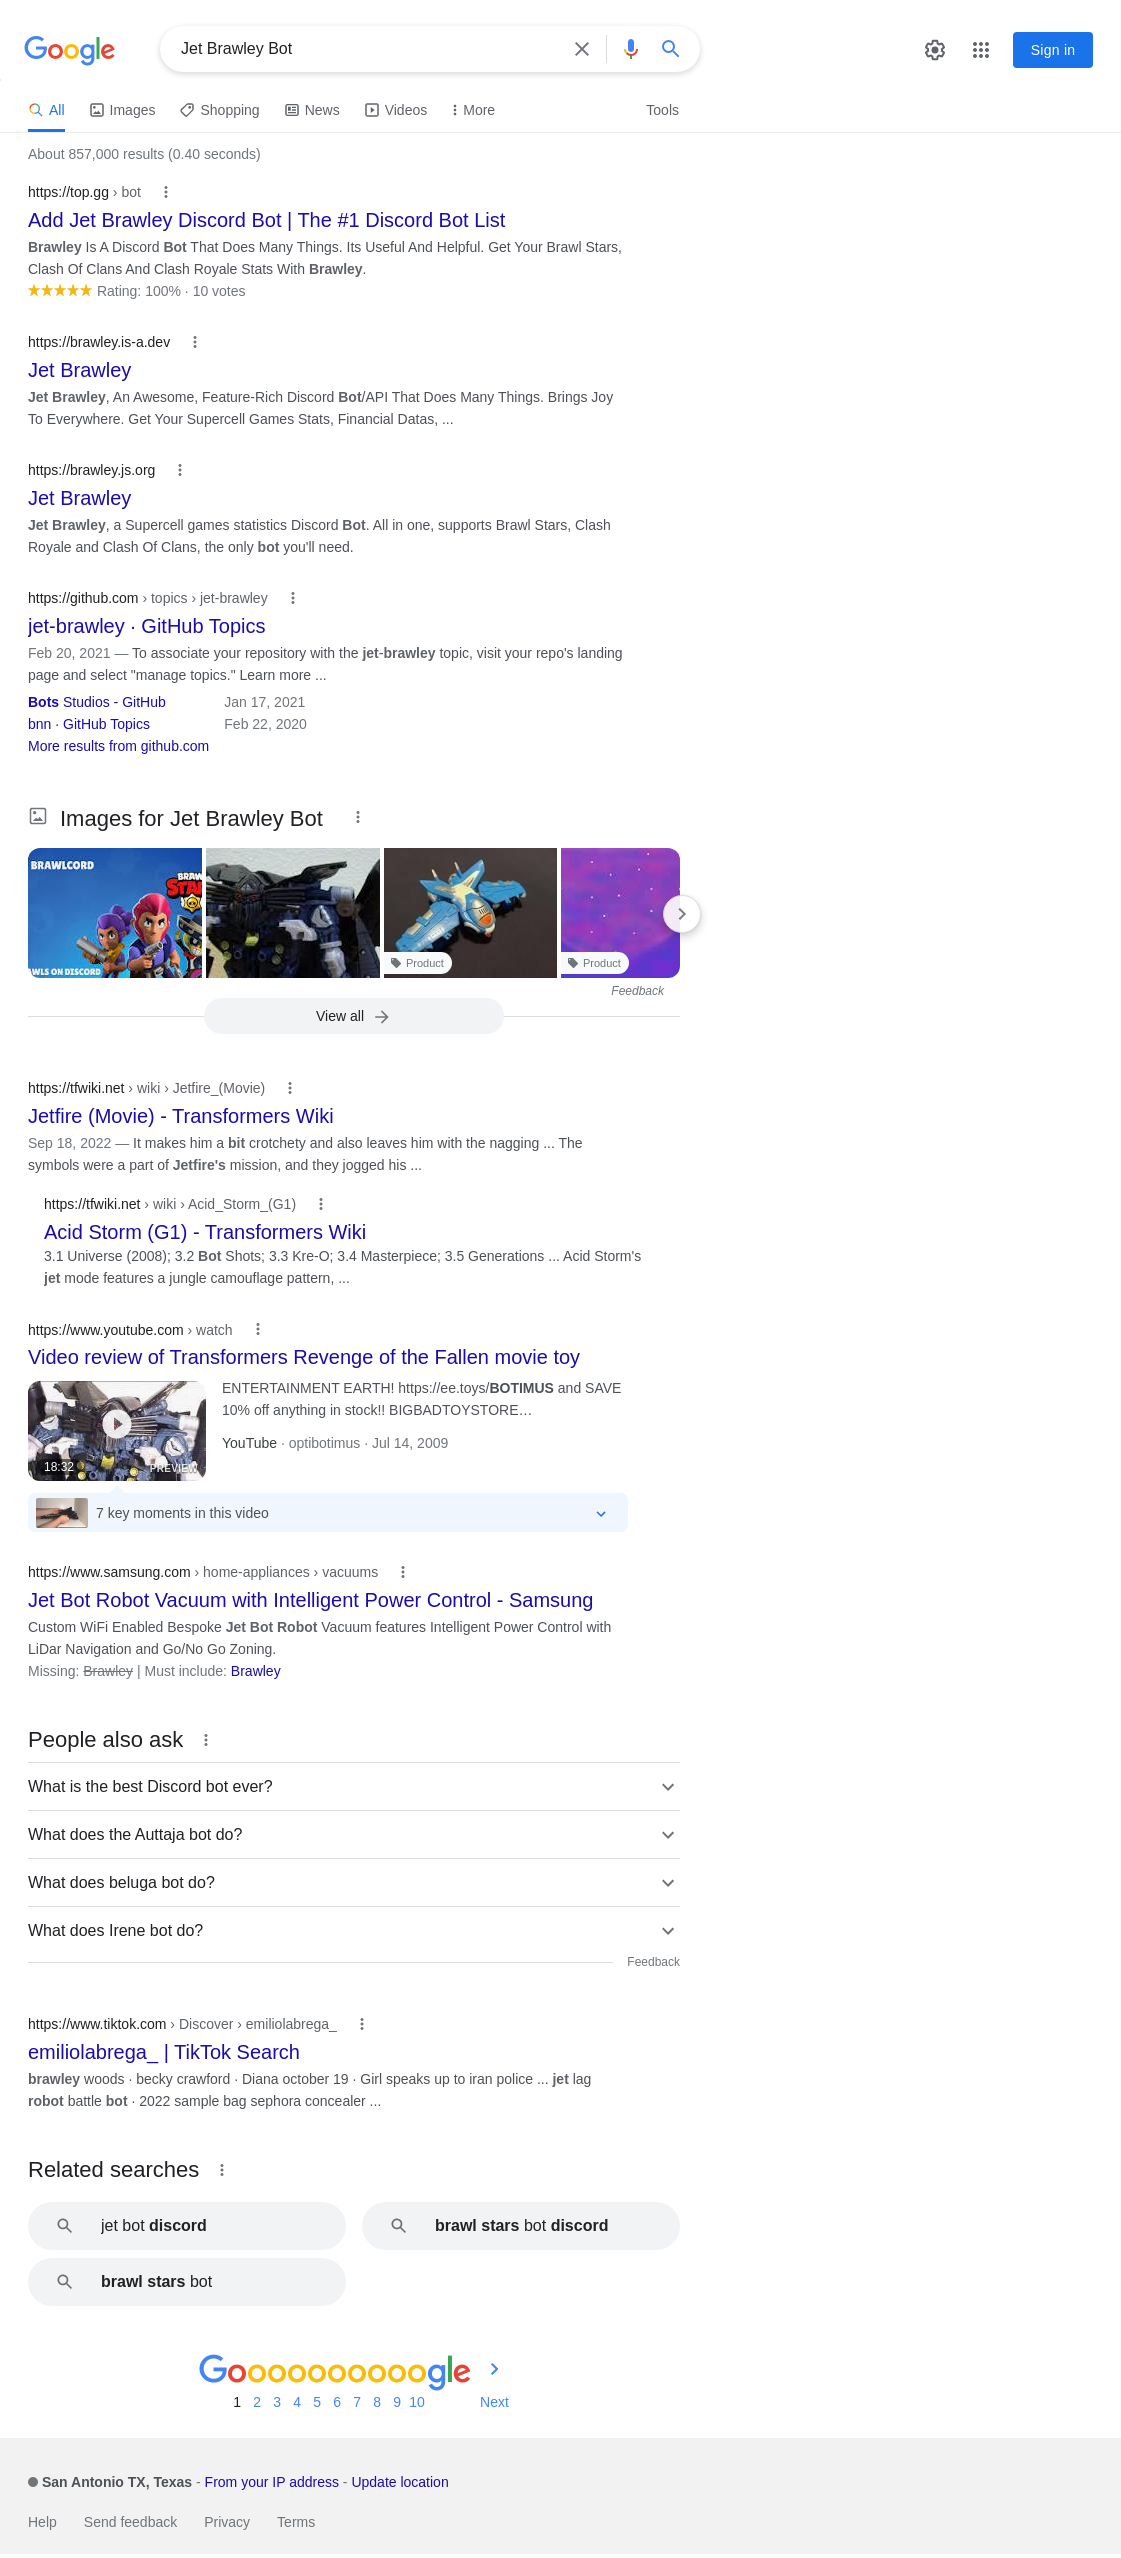 Google
Jet Brawley Bot
Sign in
All
Images
Shopping
News
Videos
More
Tools
About 857,000 results (0.40 seconds)
https://top.gg › bot
Add Jet Brawley Discord Bot | The #1 Discord Bot List
Brawley Is A Discord Bot That Does Many Things. Its Useful And Helpful. Get Your Brawl Stars,
Clash Of Clans And Clash Royale Stats With Brawley.
Rating: 100% · 10 votes
https://brawley.is-a.dev
Jet Brawley
Jet Brawley, An Awesome, Feature-Rich Discord Bot/API That Does Many Things. Brings Joy
To Everywhere. Get Your Supercell Games Stats, Financial Datas, ...
https://brawley.js.org
Jet Brawley
Jet Brawley, a Supercell games statistics Discord Bot. All in one, supports Brawl Stars, Clash
Royale and Clash Of Clans, the only bot you'll need.
https://github.com › topics › jet-brawley
jet-brawley · GitHub Topics
Feb 20, 2021 — To associate your repository with the jet-brawley topic, visit your repo's landing
page and select "manage topics." Learn more ...
Bots Studios - GitHub Jan 17, 2021
bnn · GitHub Topics Feb 22, 2020
More results from github.com
Images for Jet Brawley Bot
BRAWLCORD
BRAW
STA
AWLS ON DISCORD
Product
Product
Feedback
View all
https://tfwiki.net › wiki › Jetfire_(Movie)
Jetfire (Movie) - Transformers Wiki
Sep 18, 2022 — It makes him a bit crotchety and also leaves him with the nagging ... The
symbols were a part of Jetfire's mission, and they jogged his ...
https://tfwiki.net › wiki › Acid_Storm_(G1)
Acid Storm (G1) - Transformers Wiki
3.1 Universe (2008); 3.2 Bot Shots; 3.3 Kre-O; 3.4 Masterpiece; 3.5 Generations ... Acid Storm's
jet mode features a jungle camouflage pattern, ...
https://www.youtube.com › watch
Video review of Transformers Revenge of the Fallen movie toy
ENTERTAINMENT EARTH! https://ee.toys/BOTIMUS and SAVE
10% off anything in stock!! BIGBADTOYSTORE…
YouTube · optibotimus · Jul 14, 2009
18:32
PREVIEW
7 key moments in this video
https://www.samsung.com › home-appliances › vacuums
Jet Bot Robot Vacuum with Intelligent Power Control - Samsung
Custom WiFi Enabled Bespoke Jet Bot Robot Vacuum features Intelligent Power Control with
LiDar Navigation and Go/No Go Zoning.
Missing: Brawley | Must include: Brawley
People also ask
What is the best Discord bot ever?
What does the Auttaja bot do?
What does beluga bot do?
What does Irene bot do?
Feedback
https://www.tiktok.com › Discover › emiliolabrega_
emiliolabrega_ | TikTok Search
brawley woods · becky crawford · Diana october 19 · Girl speaks up to iran police ... jet lag
robot battle bot · 2022 sample bag sephora concealer ...
Related searches
jet bot discord
brawl stars bot discord
brawl stars bot
Goooooooooogle
1 2 3 4 5 6 7 8 9 10 Next
San Antonio TX, Texas - From your IP address - Update location
Help Send feedback Privacy Terms